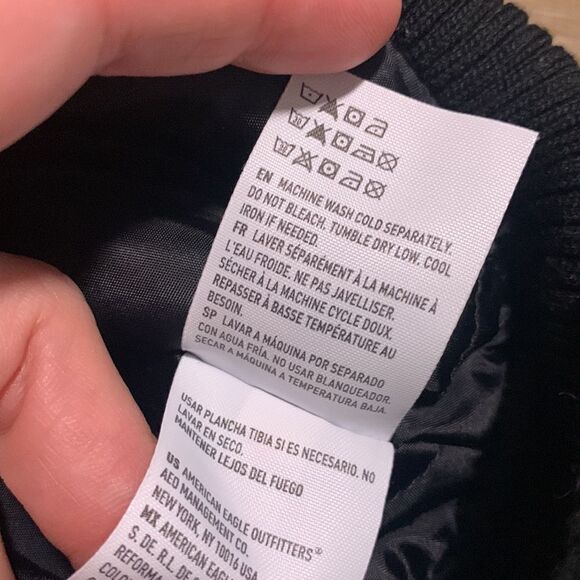 EN MACHINE WASH COLD SEPARATELY.
DO NOT BLEACH. TUMBLE DRY LOW. COOL
IRON IF NEEDED.
FR LAVER SÉPARÉMENT À LA MACHINE À
L'EAU FROIDE. NE PAS JAVELLISER.
SÉCHER À LA MACHINE CYCLE DOUX.
REPASSER À BASSE TEMPÉRATURE AU
BESOIN.
SP LAVAR A MÁQUINA POR SEPARADO
CON AGUA FRÍA. NO USAR BLANQUEADOR.
SECAR A MÁQUINA A TEMPERATURA BAJA.
USAR PLANCHA TIBIA SI ES NECESARIO. NO
LAVAR EN SECO.
MANTENER LEJOS DEL FUEGO
US AMERICAN EAGLE OUTFITTERS®
AEO MANAGEMENT CO.
NEW YORK, NY 10016 USA
MX AMERICAN EAGLE
S. DE R.L. DE
REFORMA